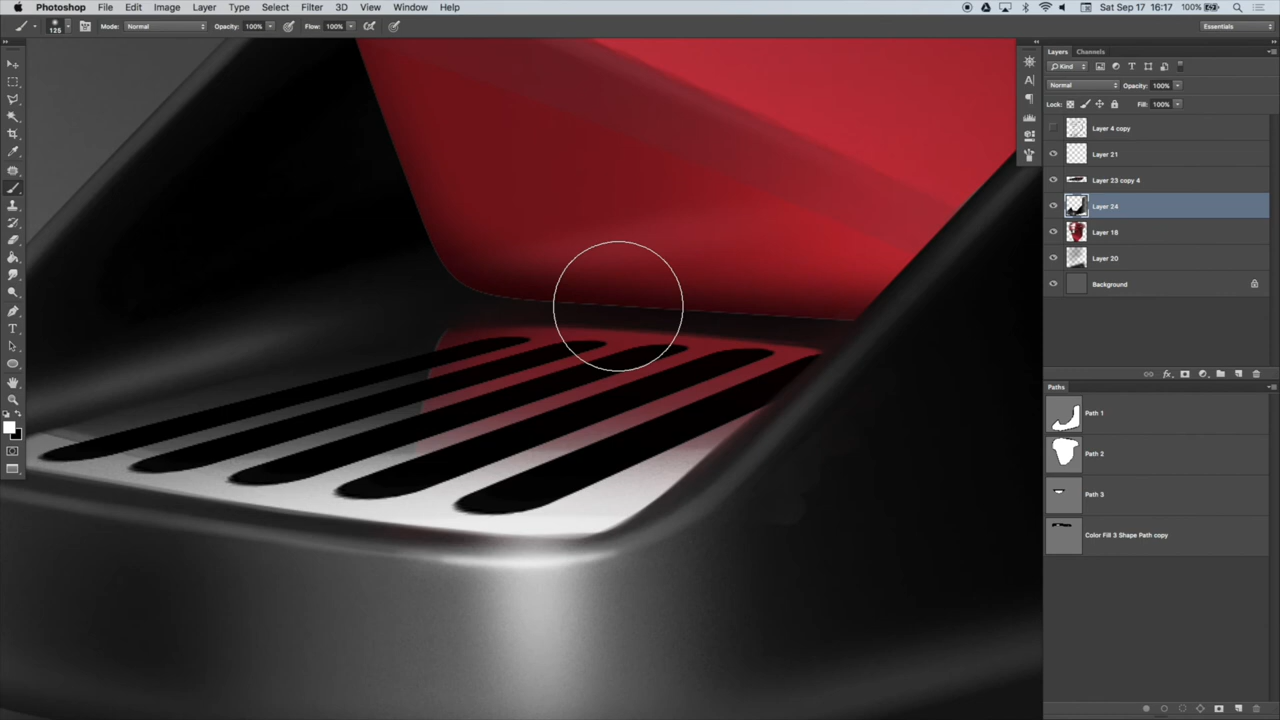 Photoshop File Edit Image Layer Type Select Filter 3D View Window Help Sat Sep 17 16:17 100%
125 Mode: Normal Opacity: 100% Flow: 100% Essentials
Layers Channels
Kind
Normal Opacity: 100%
Lock: Fill: 100%
Layer 4 copy
Layer 21
Layer 23 copy 4
Layer 24
Layer 18
Layer 20
Background
Paths
Path 1
Path 2
Path 3
Color Fill 3 Shape Path copy